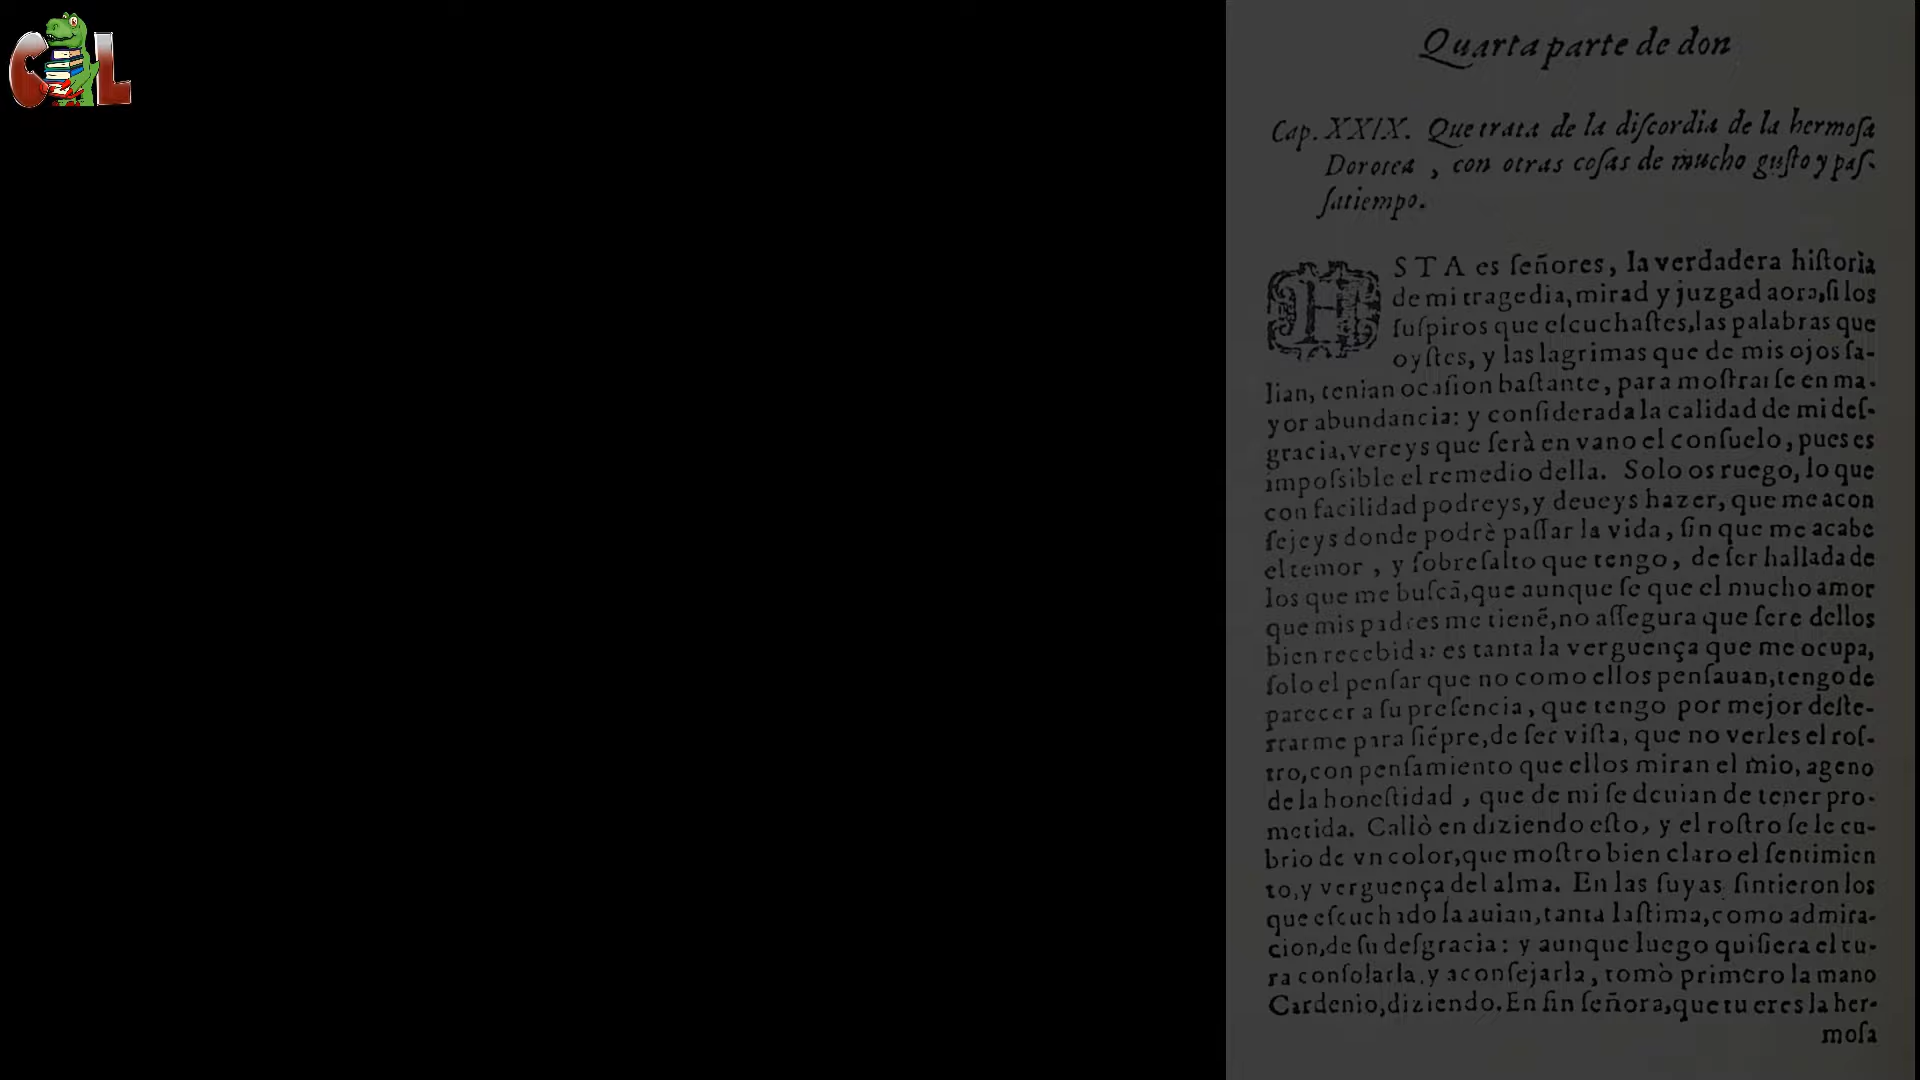 C L
Quarta parte de don
Cap. XXIX. Que trata de la diſcordia de la hermoſa
Dorotea , con otras coſas de mucho guſto y paſ-
ſatiempo.
STA es ſeñores, la verdadera hiſtoria
de mi tragedia, mirad y juzgad aora, ſi los
ſuſpiros que eſcuchaſtes, las palabras que
oyſtes, y las lagrimas que de mis ojos ſa-
lian, tenian ocaſion baſtante, para moſtrarſe en ma-
yor abundancia: y conſiderada la calidad de mi deſ-
gracia, vereys que ſerà en vano el conſuelo, pues es
impoſsible el remedio della. Solo os ruego, lo que
con facilidad podreys, y deueys hazer, que me acon
ſejeys donde podrè paſſar la vida, ſin que me acabe
el temor , y ſobreſalto que tengo, de ſer hallada de
los que me buſcã, que aunque ſe que el mucho amor
que mis padres me tienẽ, no aſſegura que ſere dellos
bien recebida: es tanta la verguença que me ocupa,
ſolo el penſar que no como ellos penſauan, tengo de
parecer a ſu preſencia, que tengo por mejor deſte-
rrarme para ſiépre, de ſer viſta, que no verles el roſ-
tro, con penſamiento que ellos miran el mio, ageno
de la honeſtidad , que de mi ſe deuian de tener pro-
metida. Callò en diziendo eſto, y el roſtro ſe le cu-
brio de vn color, que moſtro bien claro el ſentimien
to, y verguença del alma. En las ſuyas ſintieron los
que eſcuchado la auian, tanta laſtima, como admira-
cion, de ſu deſgracia: y aunque luego quiſiera el cu-
ra conſolarla, y aconſejarla, tomò primero la mano
Cardenio, diziendo. En fin ſeñora, que tu eres la her-
moſa